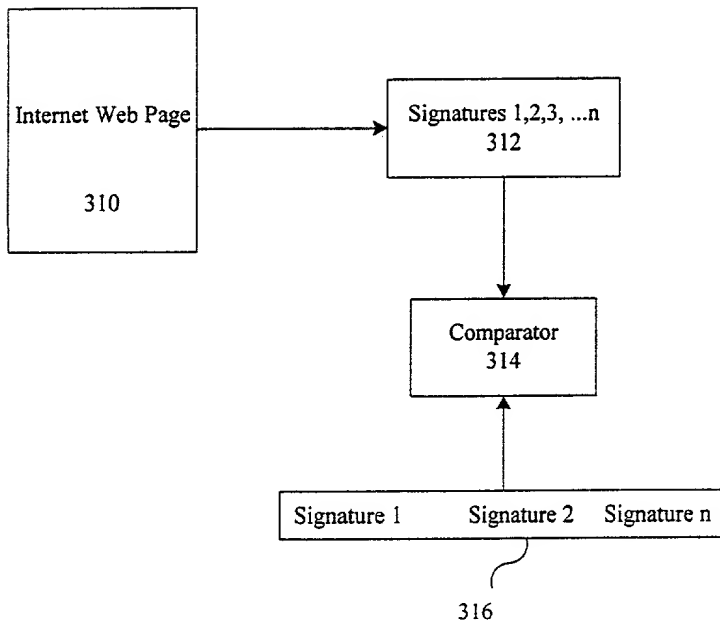 Internet Web Page
310
Signatures 1,2,3, ...n
312
Comparator
314
Signature 1 Signature 2 Signature n
316